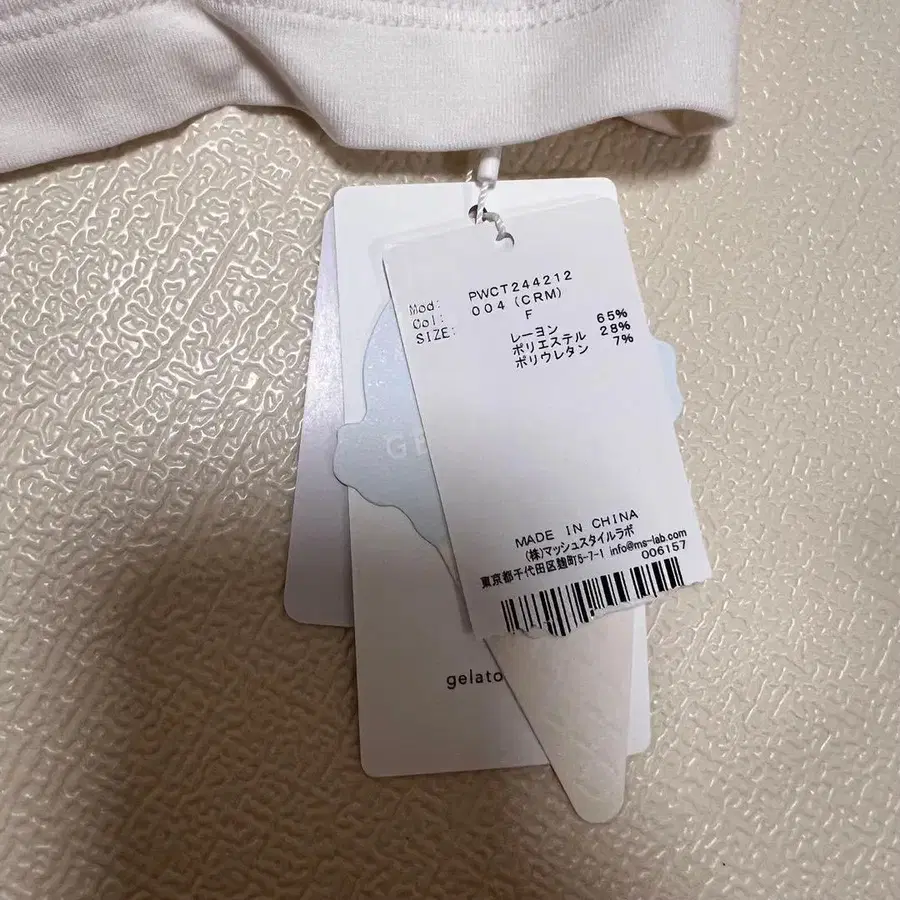 Mod: PWCT244212
Col: 004(CRM)
SIZE: F
レーヨン 65%
ポリエステル 28%
ポリウレタン 7%
GE
MADE IN CHINA
(株)マッシュスタイルラボ
東京都千代田区麹町5-7-1 info@ms-lab.com
006157
gelato